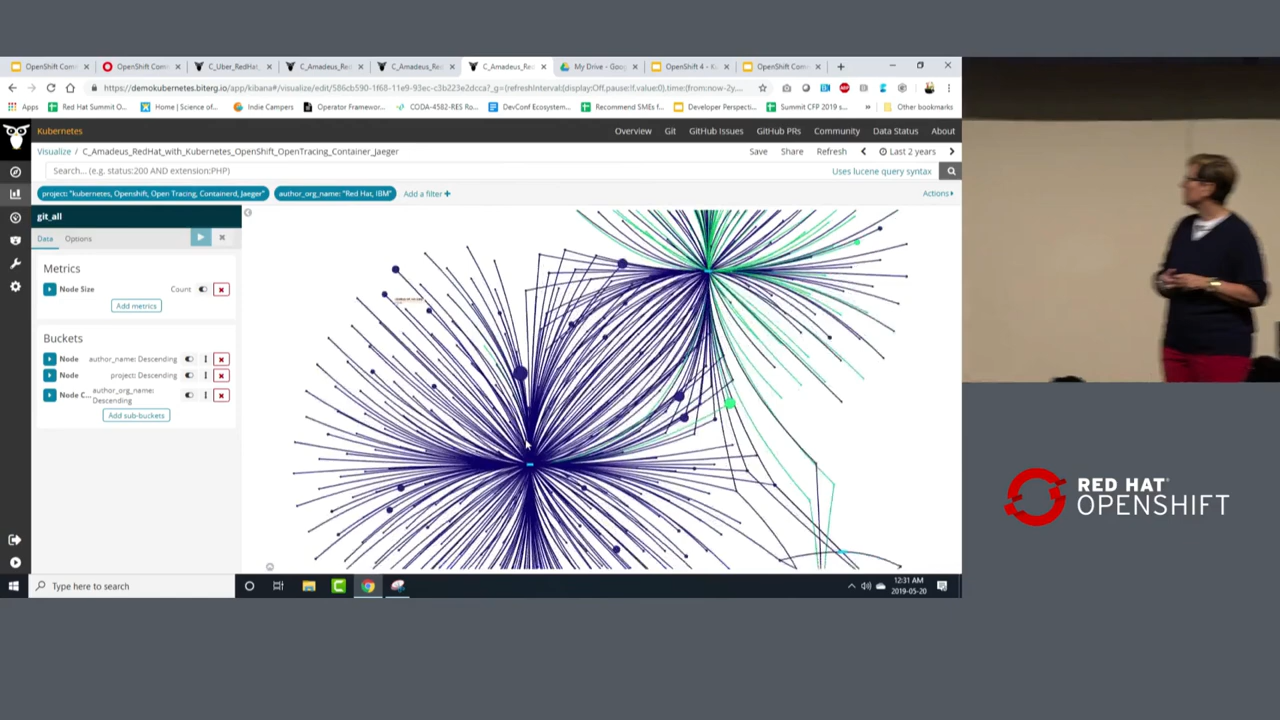 OpenShift Com
OpenShift Com
C_Uber_RedHat
C_Amadeus_Re
C_Amadeus_Re
C_Amadeus_Re
My Drive - Goog
OpenShift 4 - K
OpenShift Com
https://demokubernetes.biterg.io/app/kibana#/visualize/edit/586cb590-1f68-11e9-93ec-c3b223e2dcca?_g=(refreshInterval:(display:Off,pause:!f,value:0),time:(from:now-2y,...
Apps
Red Hat Summit O...
Home | Science of...
Indie Campers
Operator Framewor...
CODA-4582-RES Ro...
DevConf Ecosystem...
Recommend SMEs f...
Developer Perspecti...
Summit CFP 2019 s...
»
Other bookmarks
Kubernetes
Overview
Git
GitHub Issues
GitHub PRs
Community
Data Status
About
Visualize / C_Amadeus_RedHat_with_Kubernetes_OpenShift_OpenTracing_Container_Jaeger
Save
Share
Refresh
Last 2 years
Search... (e.g. status:200 AND extension:PHP)
Uses lucene query syntax
project: "kubernetes, Openshift, Open Tracing, Containerd, Jaeger"
author_org_name: "Red Hat, IBM"
Add a filter +
Actions
git_all
Data
Options
Metrics
Node Size
Count
Add metrics
Buckets
Node
author_name: Descending
Node
project: Descending
Node C...
author_org_name:
Descending
Add sub-buckets
RED HAT®
OPENSHIFT
Type here to search
12:31 AM
2019-05-20